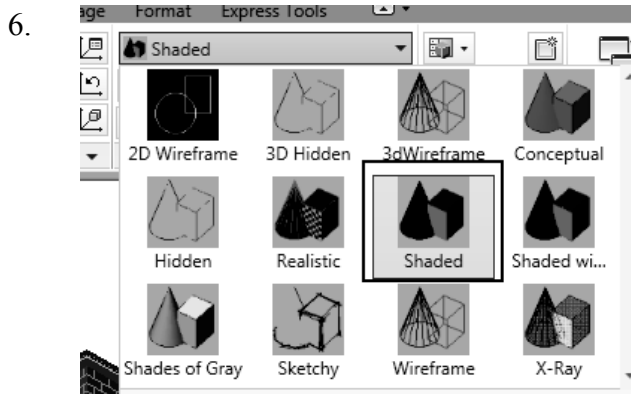 6.
age Format Express Tools
Shaded
2D Wireframe 3D Hidden 3dWireframe Conceptual
Hidden Realistic Shaded Shaded wi...
Shades of Gray Sketchy Wireframe X-Ray